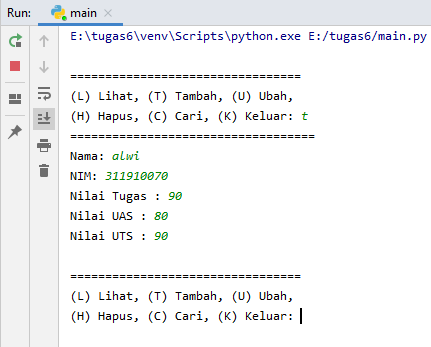 Run: main ×
E:\tugas6\venv\Scripts\python.exe E:/tugas6/main.py
================================
(L) Lihat, (T) Tambah, (U) Ubah,
(H) Hapus, (C) Cari, (K) Keluar: t
==================================
Nama: alwi
NIM: 311910070
Nilai Tugas : 90
Nilai UAS : 80
Nilai UTS : 90
================================
(L) Lihat, (T) Tambah, (U) Ubah,
(H) Hapus, (C) Cari, (K) Keluar: